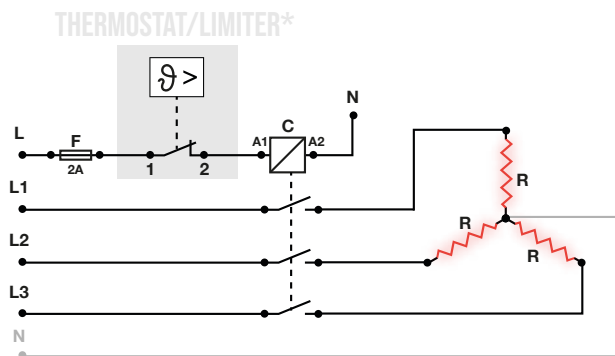 THERMOSTAT/LIMITER*
ϑ >
N
L
F
2A
1
2
A1
C
A2
L1
R
L2
R
R
L3
N